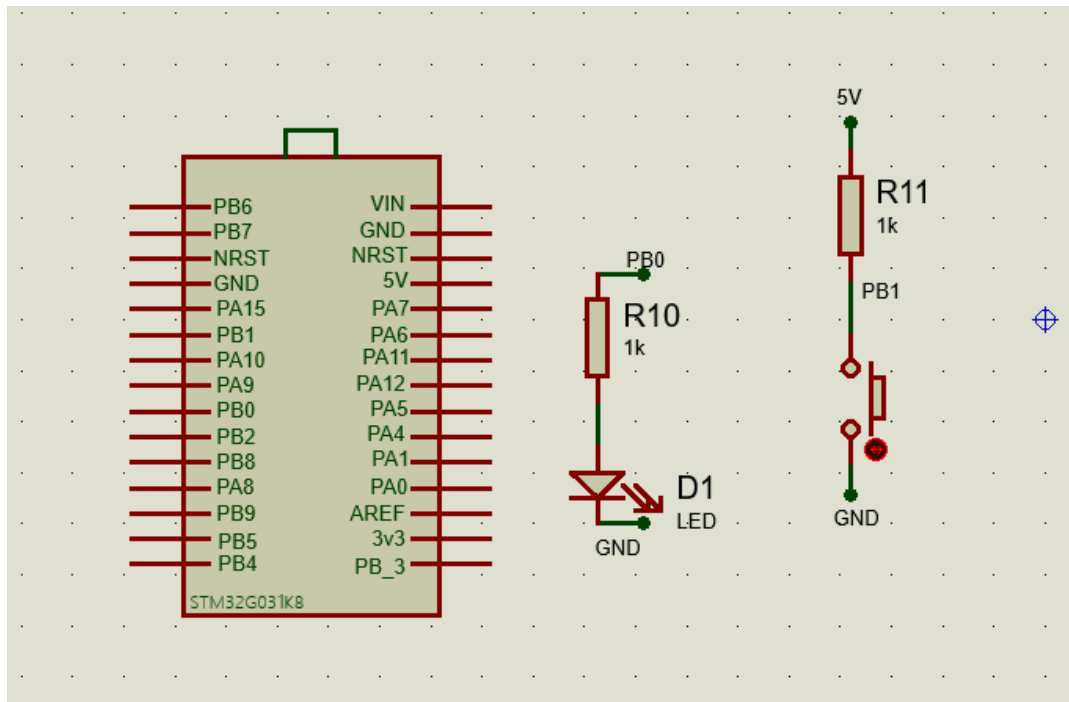 PB6
PB7
NRST
GND
PA15
PB1
PA10
PA9
PB0
PB2
PB8
PA8
PB9
PB5
PB4
VIN
GND
NRST
5V
PA7
PA6
PA11
PA12
PA5
PA4
PA1
PA0
AREF
3v3
PB_3
STM32G031K8
PB0
R10
1k
D1
LED
GND
5V
R11
1k
PB1
GND